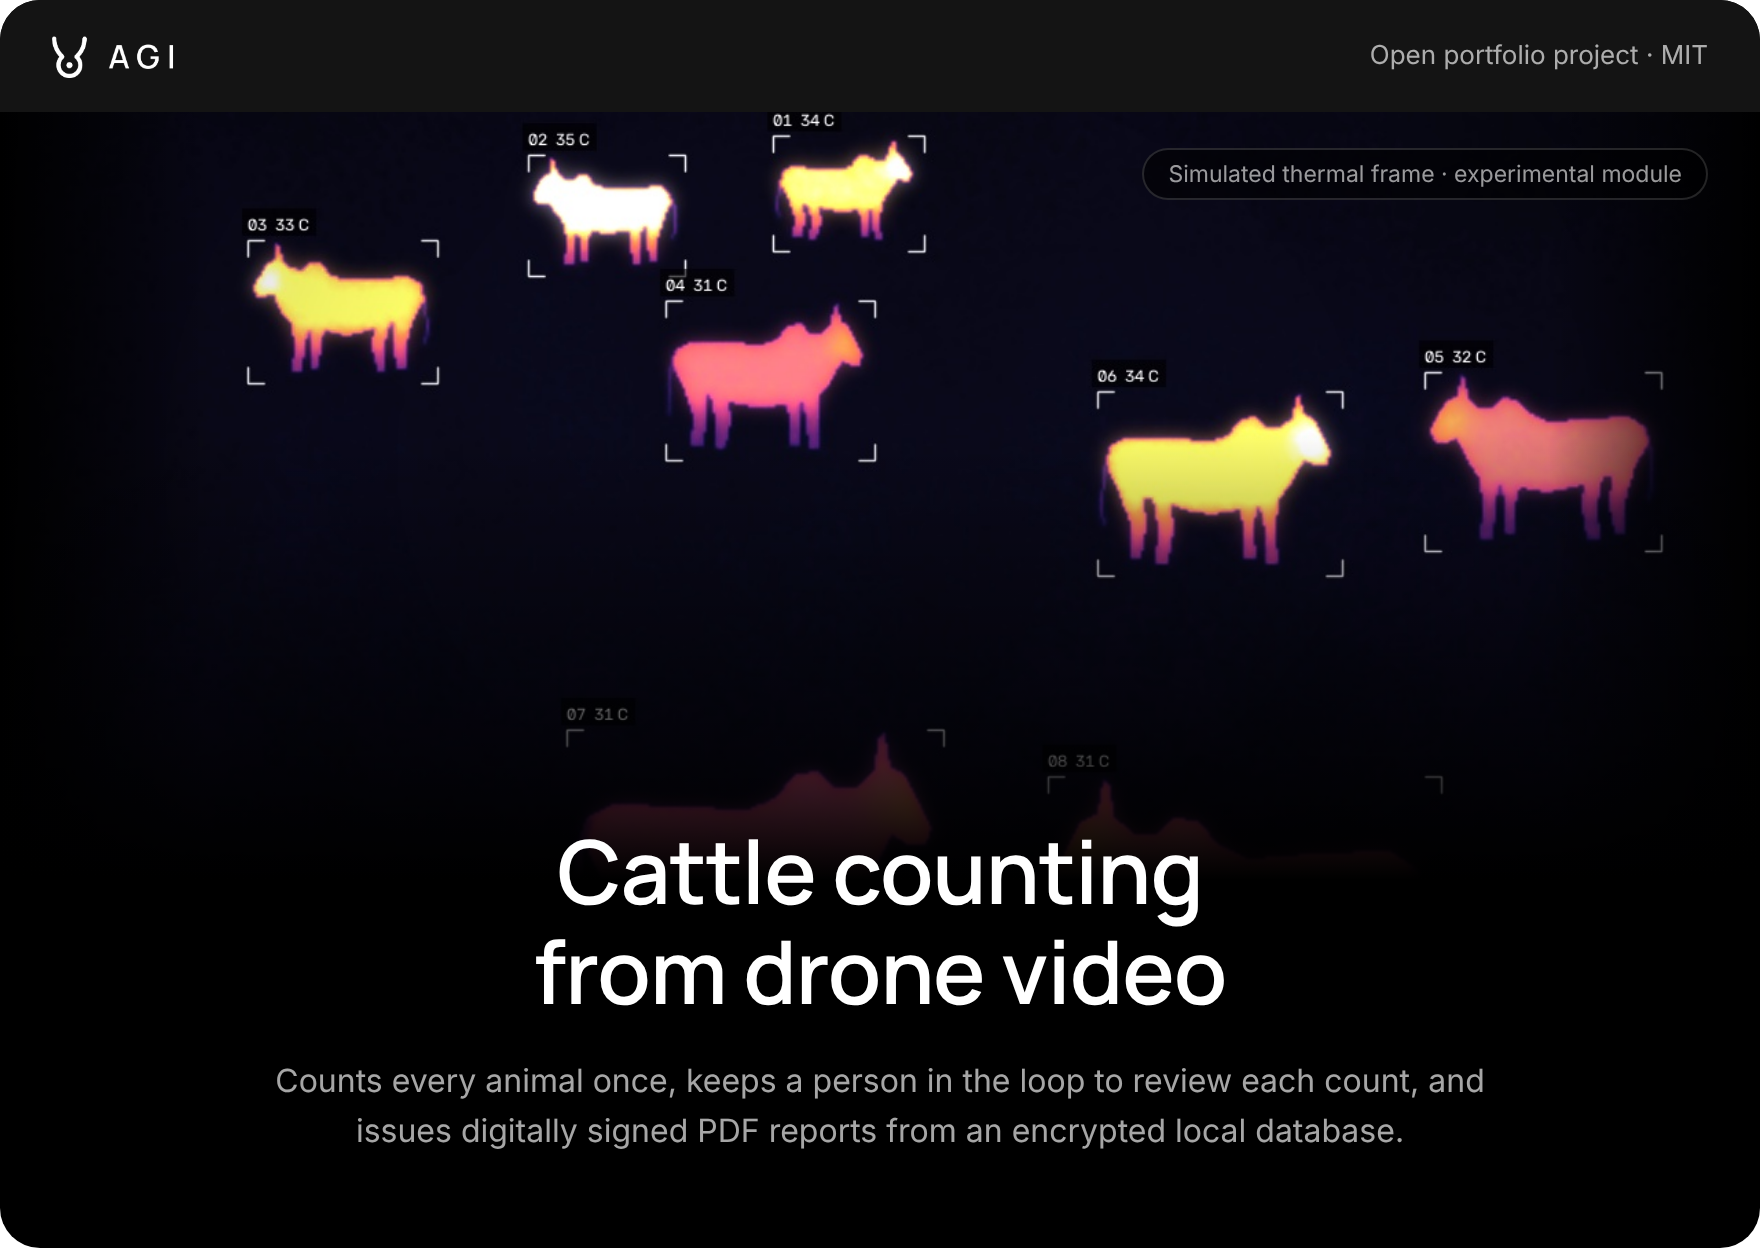 AGI
Open portfolio project · MIT
01 34 C
02 35 C
Simulated thermal frame · experimental module
03 33 C
04 31 C
05 32 C
06 34 C
07 31 C
08 31 C
Cattle counting
from drone video
Counts every animal once, keeps a person in the loop to review each count, and
issues digitally signed PDF reports from an encrypted local database.